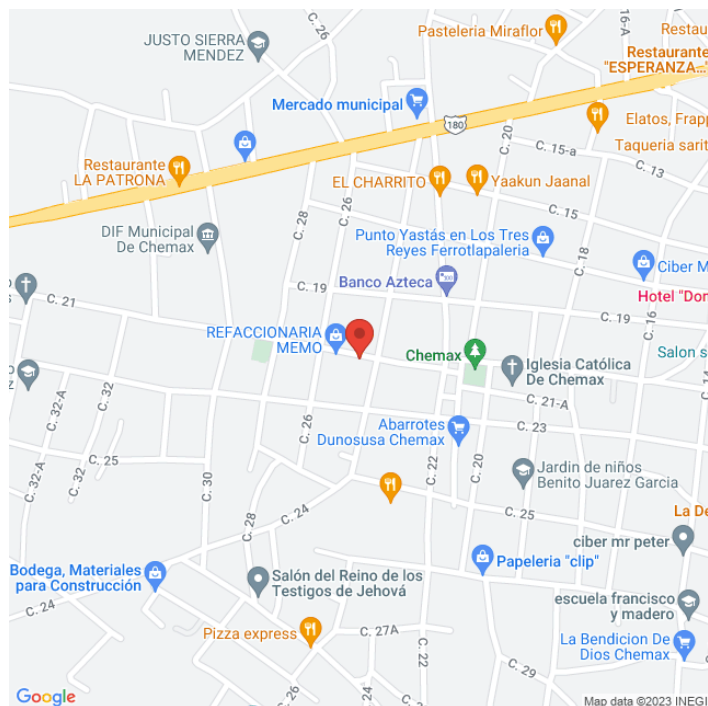 C. 26
16-A
Pasteleria Miraflor
Restau
JUSTO SIERRA
MENDEZ
Restaurante
"ESPERANZA..."
Mercado municipal
180
C. 20
Elatos, Frapp
Taqueria sarit
C. 15-a
C. 13
Restaurante
LA PATRONA
EL CHARRITO
Yaakun Jaanal
C. 28
C. 26
C. 15
DIF Municipal
De Chemax
Punto Yastás en Los Tres
Reyes Ferrotlapaleria
C. 18
Ciber M
C. 19
Banco Azteca
Hotel "Don
C. 21
C. 19
C. 16
REFACCIONARIA
MEMO
Chemax
Salon s
Iglesia Católica
De Chemax
C. 14
C. 32-A
C. 32
C. 21-A
C. 26
Abarrotes
Dunosusa Chemax
C. 23
C. 25
C. 32-A
C. 32
C. 30
C. 22
C. 20
Jardin de niños
Benito Juarez Garcia
C. 24
C. 28
C. 25
La De
ciber mr peter
Bodega, Materiales
para Construcción
Salón del Reino de los
Testigos de Jehová
Papeleria "clip"
C. 24
escuela francisco
y madero
Pizza express
C. 27A
La Bendicion De
Dios Chemax
C. 22
C. 29
C. 26
C. 24
Google
Map data ©2023 INEGI